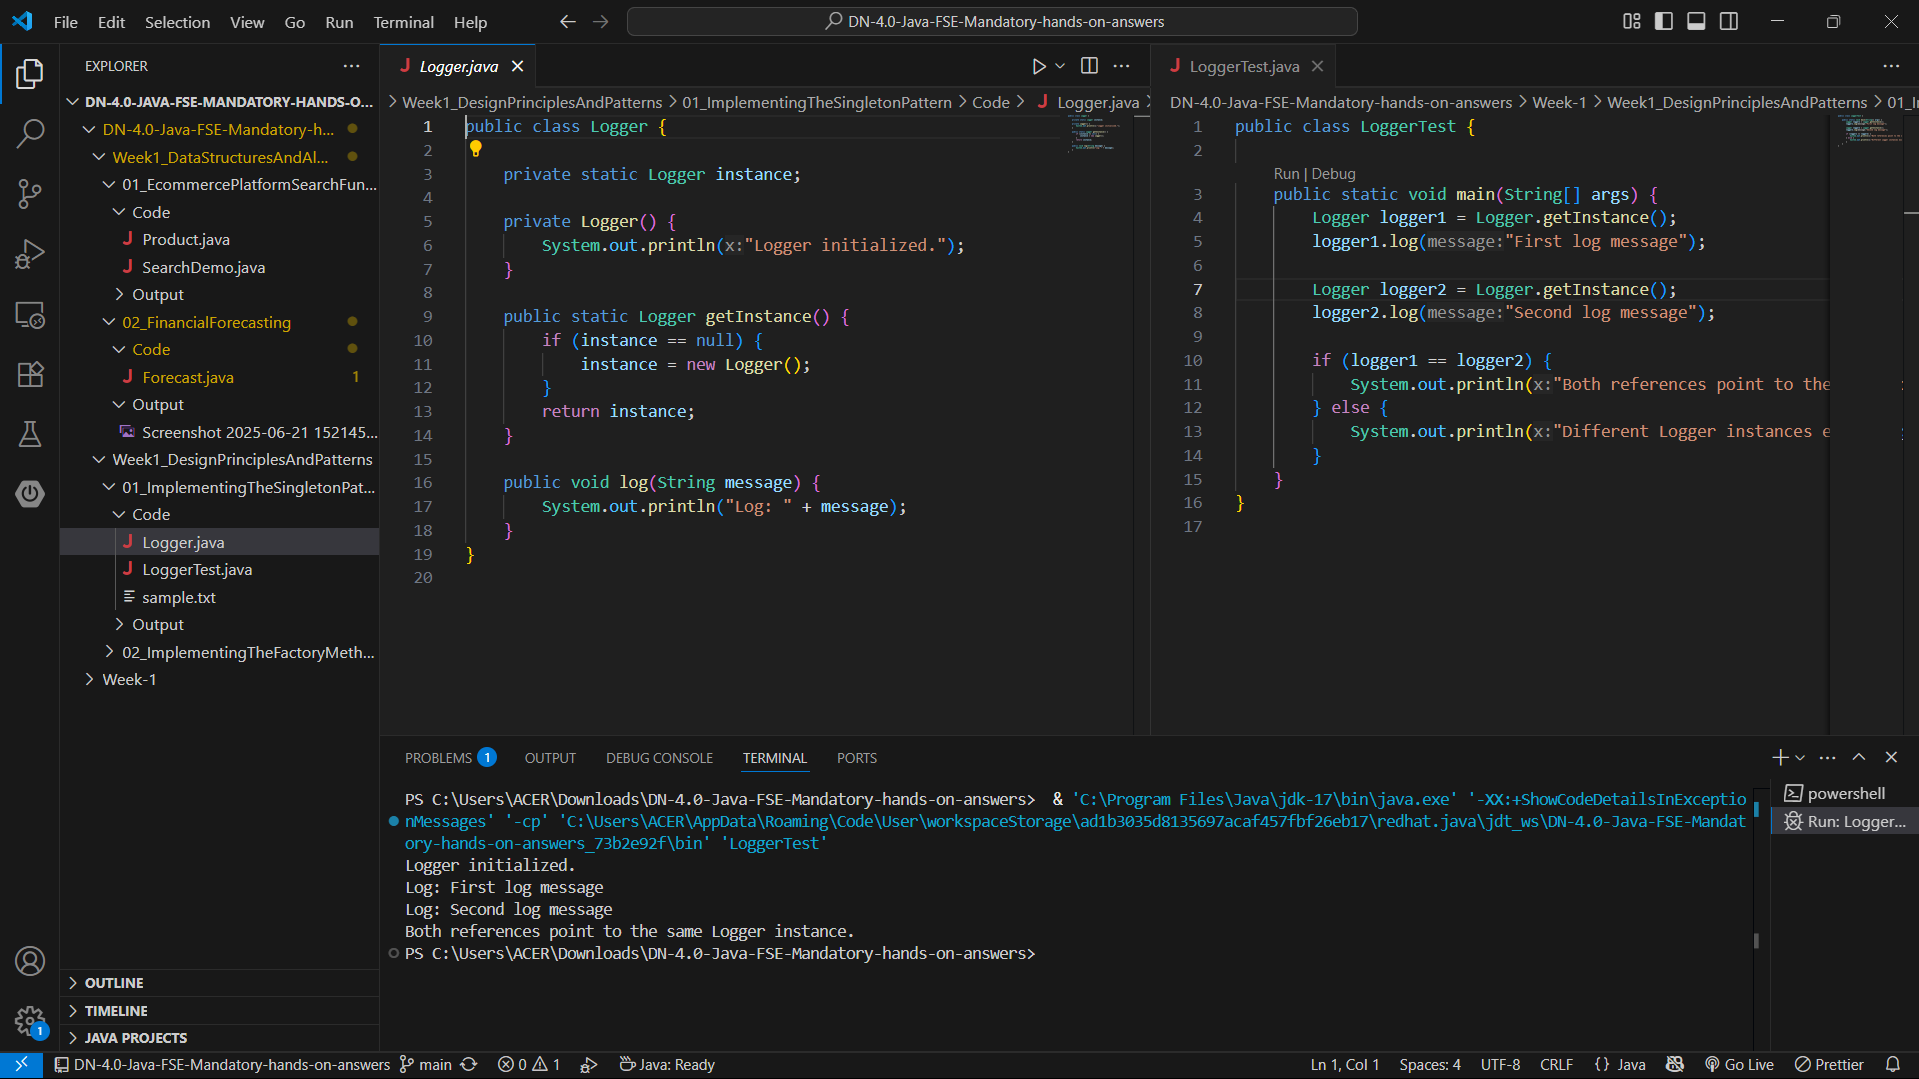 File Edit Selection View Go Run Terminal Help
DN-4.0-Java-FSE-Mandatory-hands-on-answers
EXPLORER
DN-4.0-JAVA-FSE-MANDATORY-HANDS-O...
DN-4.0-Java-FSE-Mandatory-h...
Week1_DataStructuresAndAl...
01_EcommercePlatformSearchFun...
Code
Product.java
SearchDemo.java
Output
02_FinancialForecasting
Code
Forecast.java 1
Output
Screenshot 2025-06-21 152145...
Week1_DesignPrinciplesAndPatterns
01_ImplementingTheSingletonPat...
Code
Logger.java
LoggerTest.java
sample.txt
Output
02_ImplementingTheFactoryMeth...
Week-1
OUTLINE
TIMELINE
JAVA PROJECTS
1
Logger.java
Week1_DesignPrinciplesAndPatterns > 01_ImplementingTheSingletonPattern > Code > Logger.java
1 public class Logger {
2
3 private static Logger instance;
4
5 private Logger() {
6 System.out.println(x:"Logger initialized.");
7 }
8
9 public static Logger getInstance() {
10 if (instance == null) {
11 instance = new Logger();
12 }
13 return instance;
14 }
15
16 public void log(String message) {
17 System.out.println("Log: " + message);
18 }
19 }
20
LoggerTest.java
DN-4.0-Java-FSE-Mandatory-hands-on-answers > Week-1 > Week1_DesignPrinciplesAndPatterns > 01_I
1 public class LoggerTest {
2
Run | Debug
3 public static void main(String[] args) {
4 Logger logger1 = Logger.getInstance();
5 logger1.log(message:"First log message");
6
7 Logger logger2 = Logger.getInstance();
8 logger2.log(message:"Second log message");
9
10 if (logger1 == logger2) {
11 System.out.println(x:"Both references point to the
12 } else {
13 System.out.println(x:"Different Logger instances e
14 }
15 }
16 }
17
PROBLEMS 1 OUTPUT DEBUG CONSOLE TERMINAL PORTS
PS C:\Users\ACER\Downloads\DN-4.0-Java-FSE-Mandatory-hands-on-answers> & 'C:\Program Files\Java\jdk-17\bin\java.exe' '-XX:+ShowCodeDetailsInExceptio
nMessages' '-cp' 'C:\Users\ACER\AppData\Roaming\Code\User\workspaceStorage\ad1b3035d8135697acaf457fbf26eb17\redhat.java\jdt_ws\DN-4.0-Java-FSE-Mandat
ory-hands-on-answers_73b2e92f\bin' 'LoggerTest'
Logger initialized.
Log: First log message
Log: Second log message
Both references point to the same Logger instance.
PS C:\Users\ACER\Downloads\DN-4.0-Java-FSE-Mandatory-hands-on-answers>
powershell
Run: Logger...
DN-4.0-Java-FSE-Mandatory-hands-on-answers main 0 1 Java: Ready
Ln 1, Col 1 Spaces: 4 UTF-8 CRLF {} Java Go Live Prettier